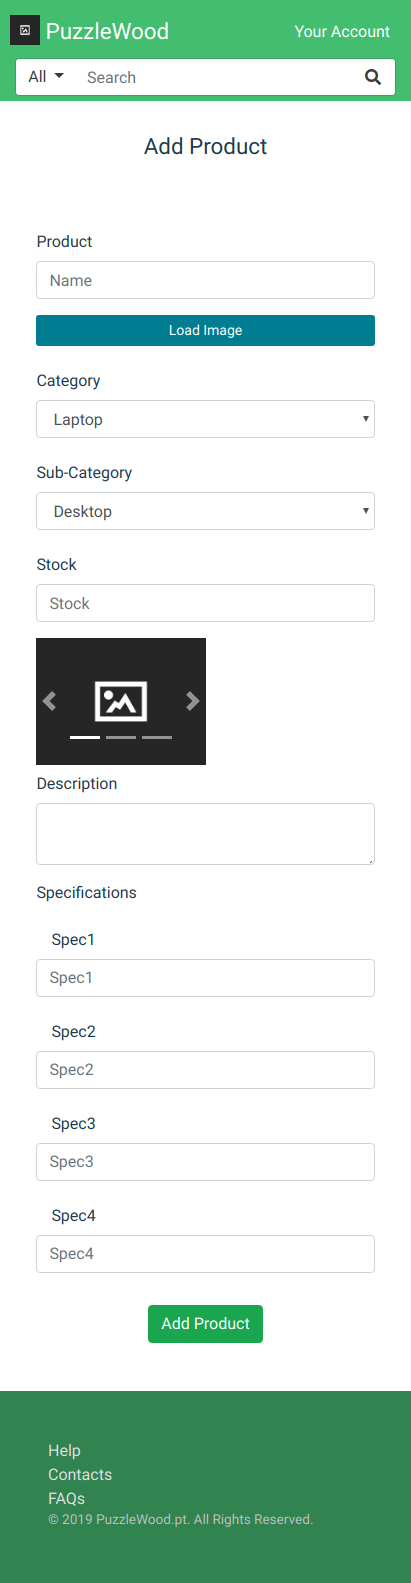 PuzzleWood
Your Account
All Search
Add Product
Product
Name
Load Image
Category
Laptop
Sub-Category
Desktop
Stock
Stock
Description
Specifications
Spec1
Spec1
Spec2
Spec2
Spec3
Spec3
Spec4
Spec4
Add Product
Help
Contacts
FAQs
© 2019 PuzzleWood.pt. All Rights Reserved.